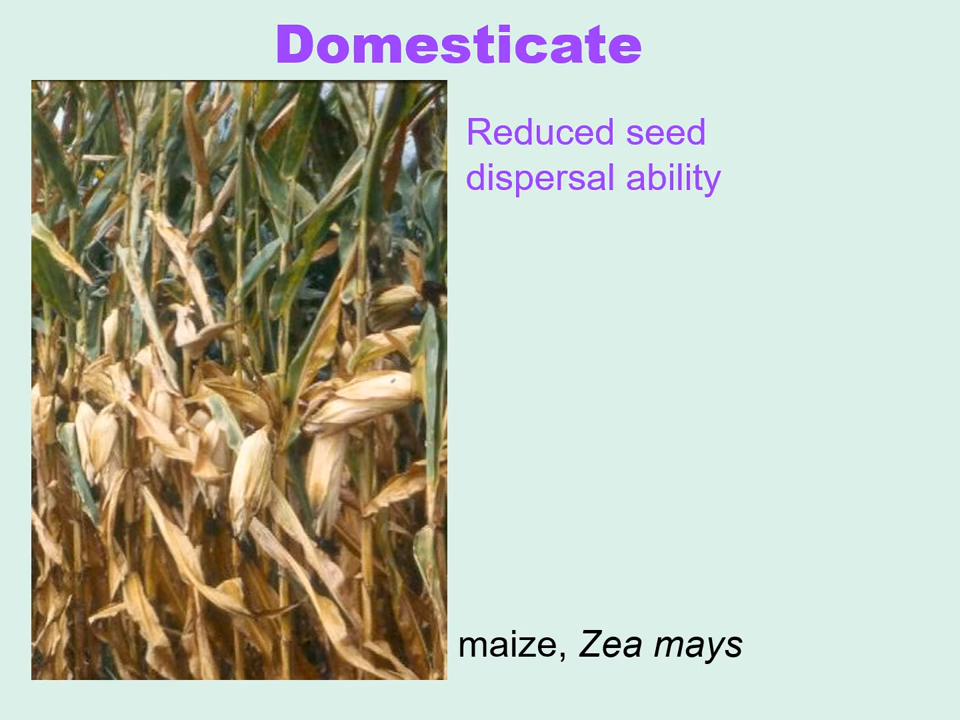 Domesticate
Reduced seed
dispersal ability
maize, Zea mays